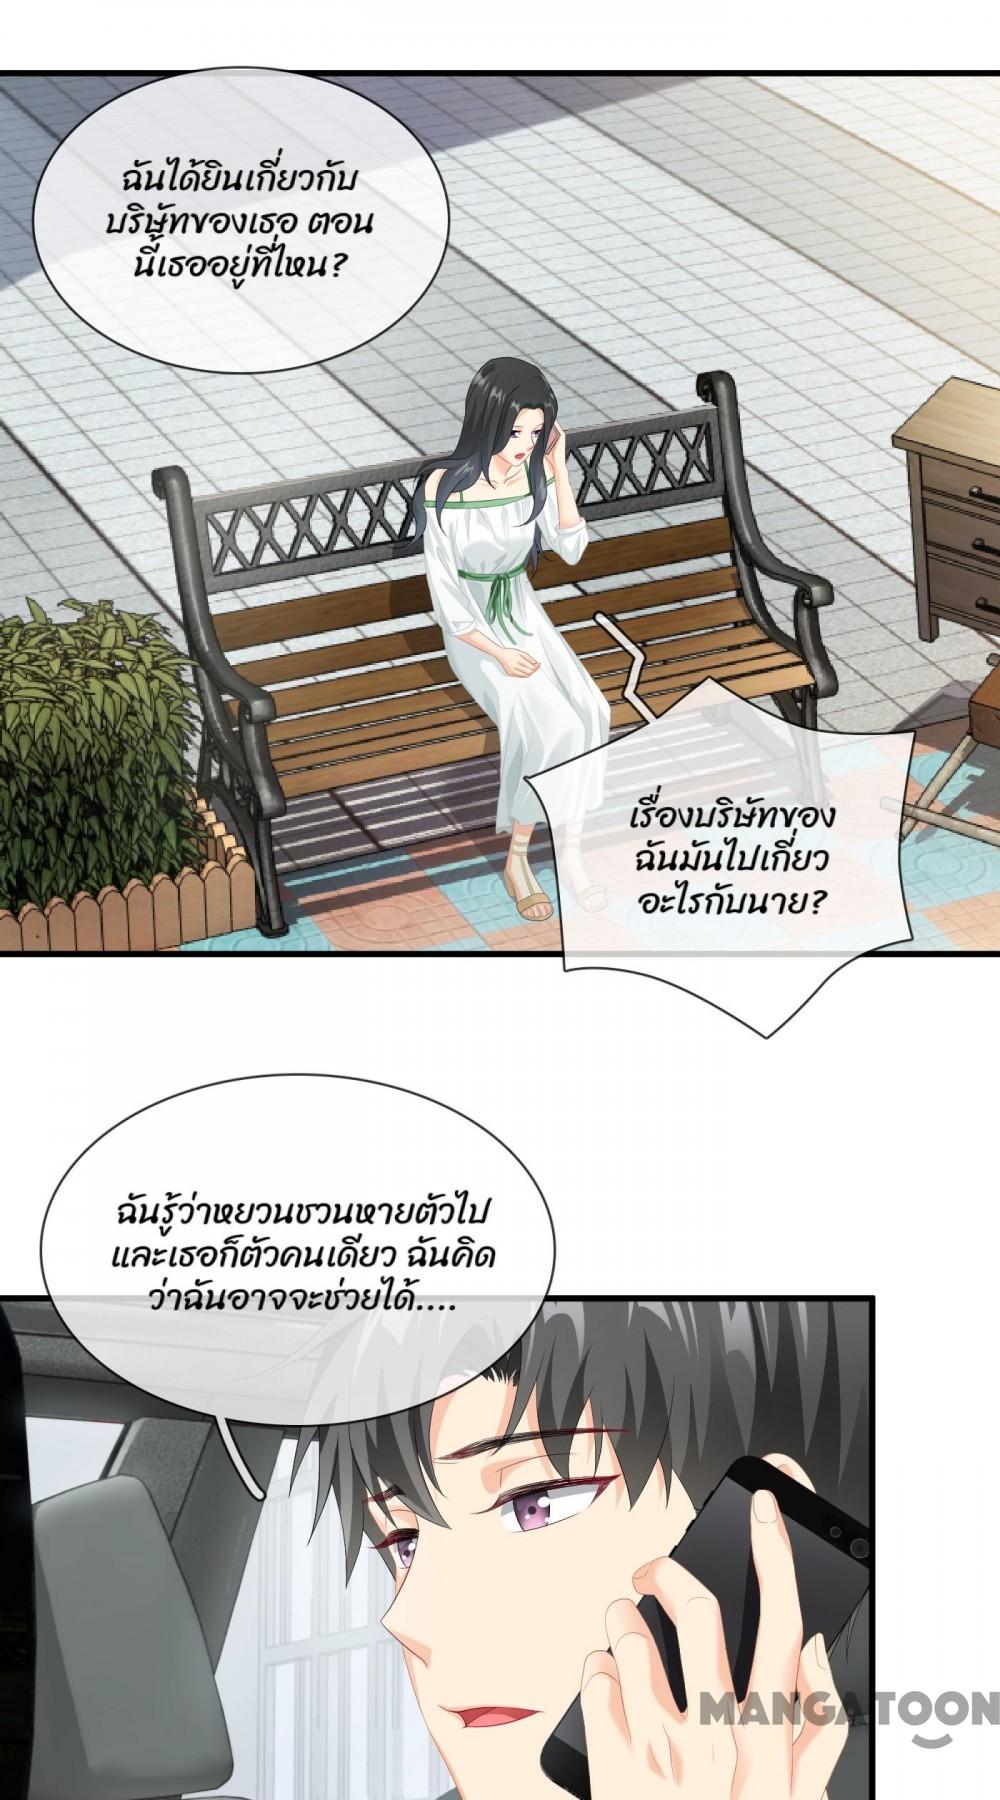 ฉันได้ยินเกี่ยวกับ
บริษัทของเธอ ตอน
นี้เธออยู่ที่ไหน?
เรื่องบริษัทของ
ฉันมันไปเกี่ยว
อะไรกับนาย?
ฉันรู้ว่าหยวนชวนหายตัวไป
และเธอก็ตัวคนเดียว ฉันคิด
ว่าฉันอาจจะช่วยได้....
MANGATOON